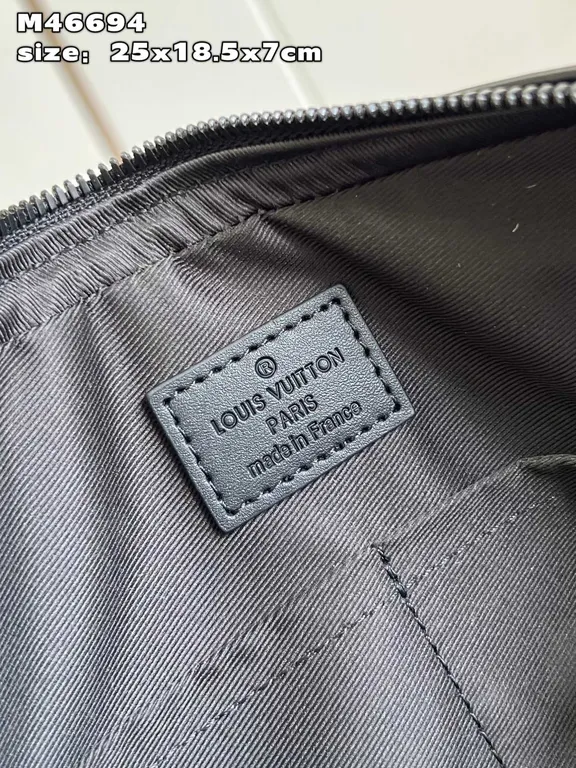 M46694
size：25x18.5x7cm
®
LOUIS VUITTON
PARIS
made in France